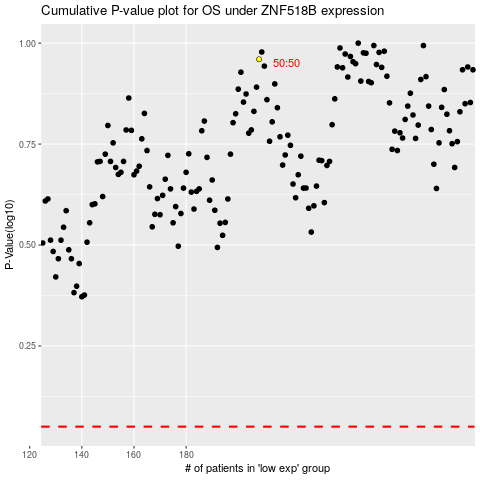 Cumulative P-value plot for OS under ZNF518B expression
1.00
50:50
0.75
P-Value(log10)
0.50
0.25
120 140 160 180
# of patients in 'low exp' group